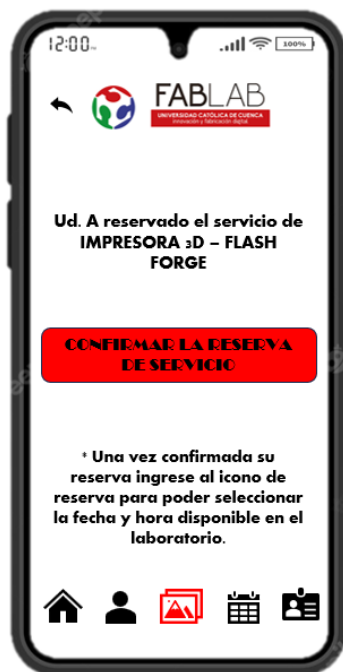 12:00
100%
FABLAB
UNIVERSIDAD CATÓLICA DE CUENCA
innovación y fabricación digital
Ud. A reservado el servicio de
IMPRESORA 3D – FLASH
FORGE
CONFIRMAR LA RESERVA
DE SERVICIO
* Una vez confirmada su
reserva ingrese al icono de
reserva para poder seleccionar
la fecha y hora disponible en el
laboratorio.